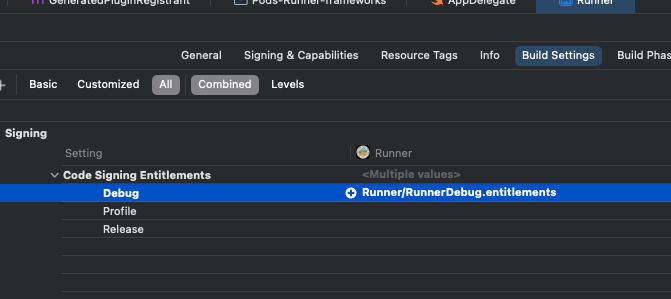 GeneratedPluginRegistrant Pods-Runner-frameworks AppDelegate Runner
General Signing & Capabilities Resource Tags Info Build Settings Build Phas
+ Basic Customized All Combined Levels
Signing
Setting Runner
Code Signing Entitlements <Multiple values>
Debug Runner/RunnerDebug.entitlements
Profile
Release